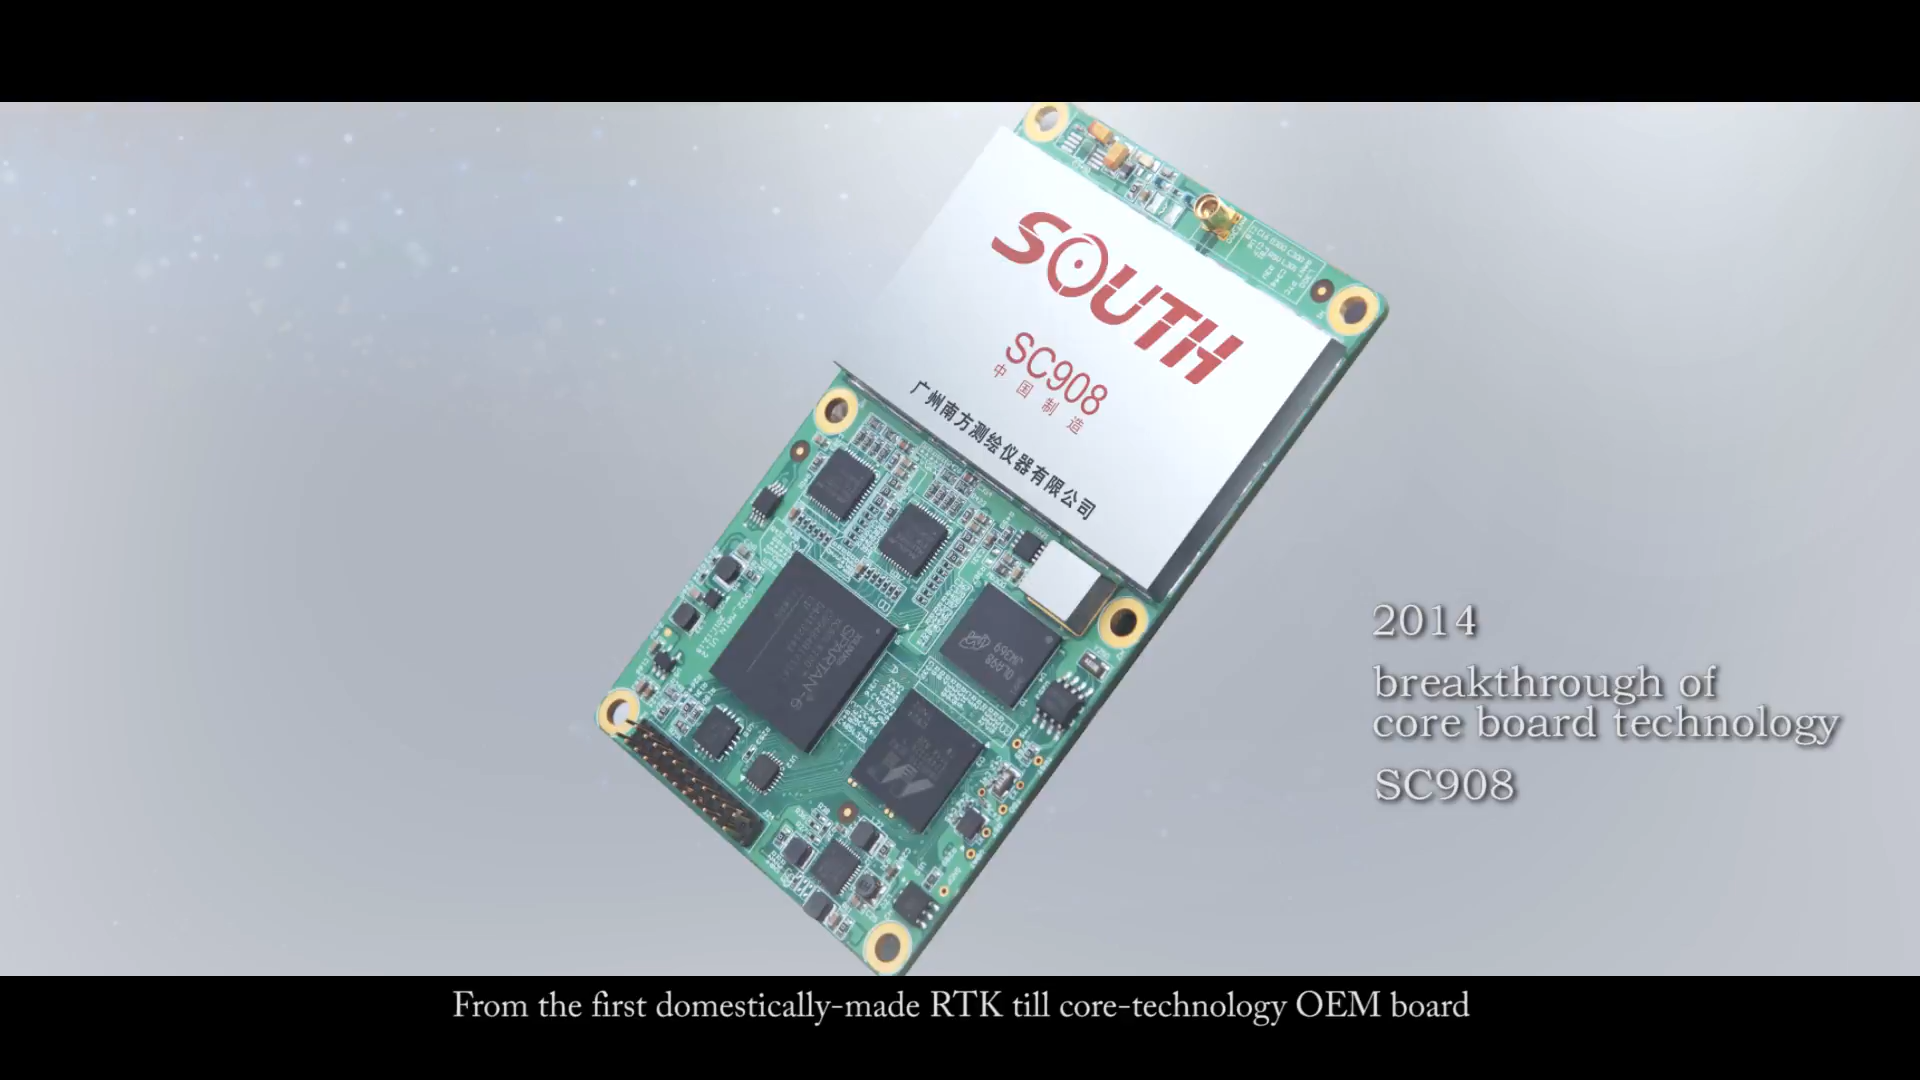 SOUTH
SC908
中国制造
广州南方测绘仪器有限公司
SPARTAN-6
2014
breakthrough of
core board technology
SC908
From the first domestically-made RTK till core-technology OEM board